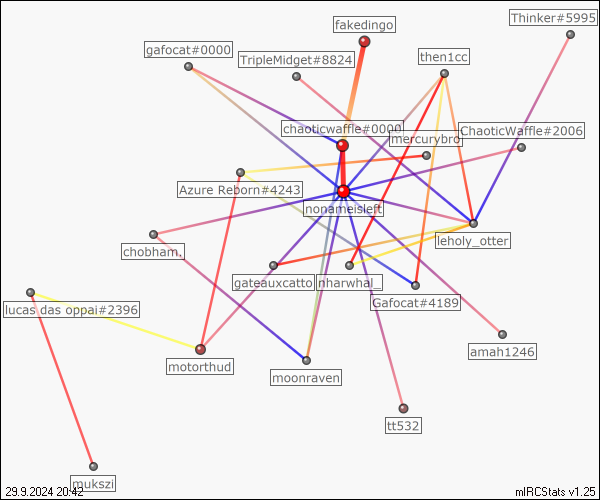 Thinker#5995
fakedingo
gafocat#0000
TripleMidget#8824
then1cc
chaoticwaffle#0000
ChaoticWaffle#2006
mercurybro
Azure Reborn#4243
nonameisleft
leholy_otter
chobham.
gateauxcatto
nharwhal_
Gafocat#4189
lucas das oppai#2396
amah1246
motorthud
moonraven
tt532
mukszi
29.9.2024 20:42
mIRCStats v1.25